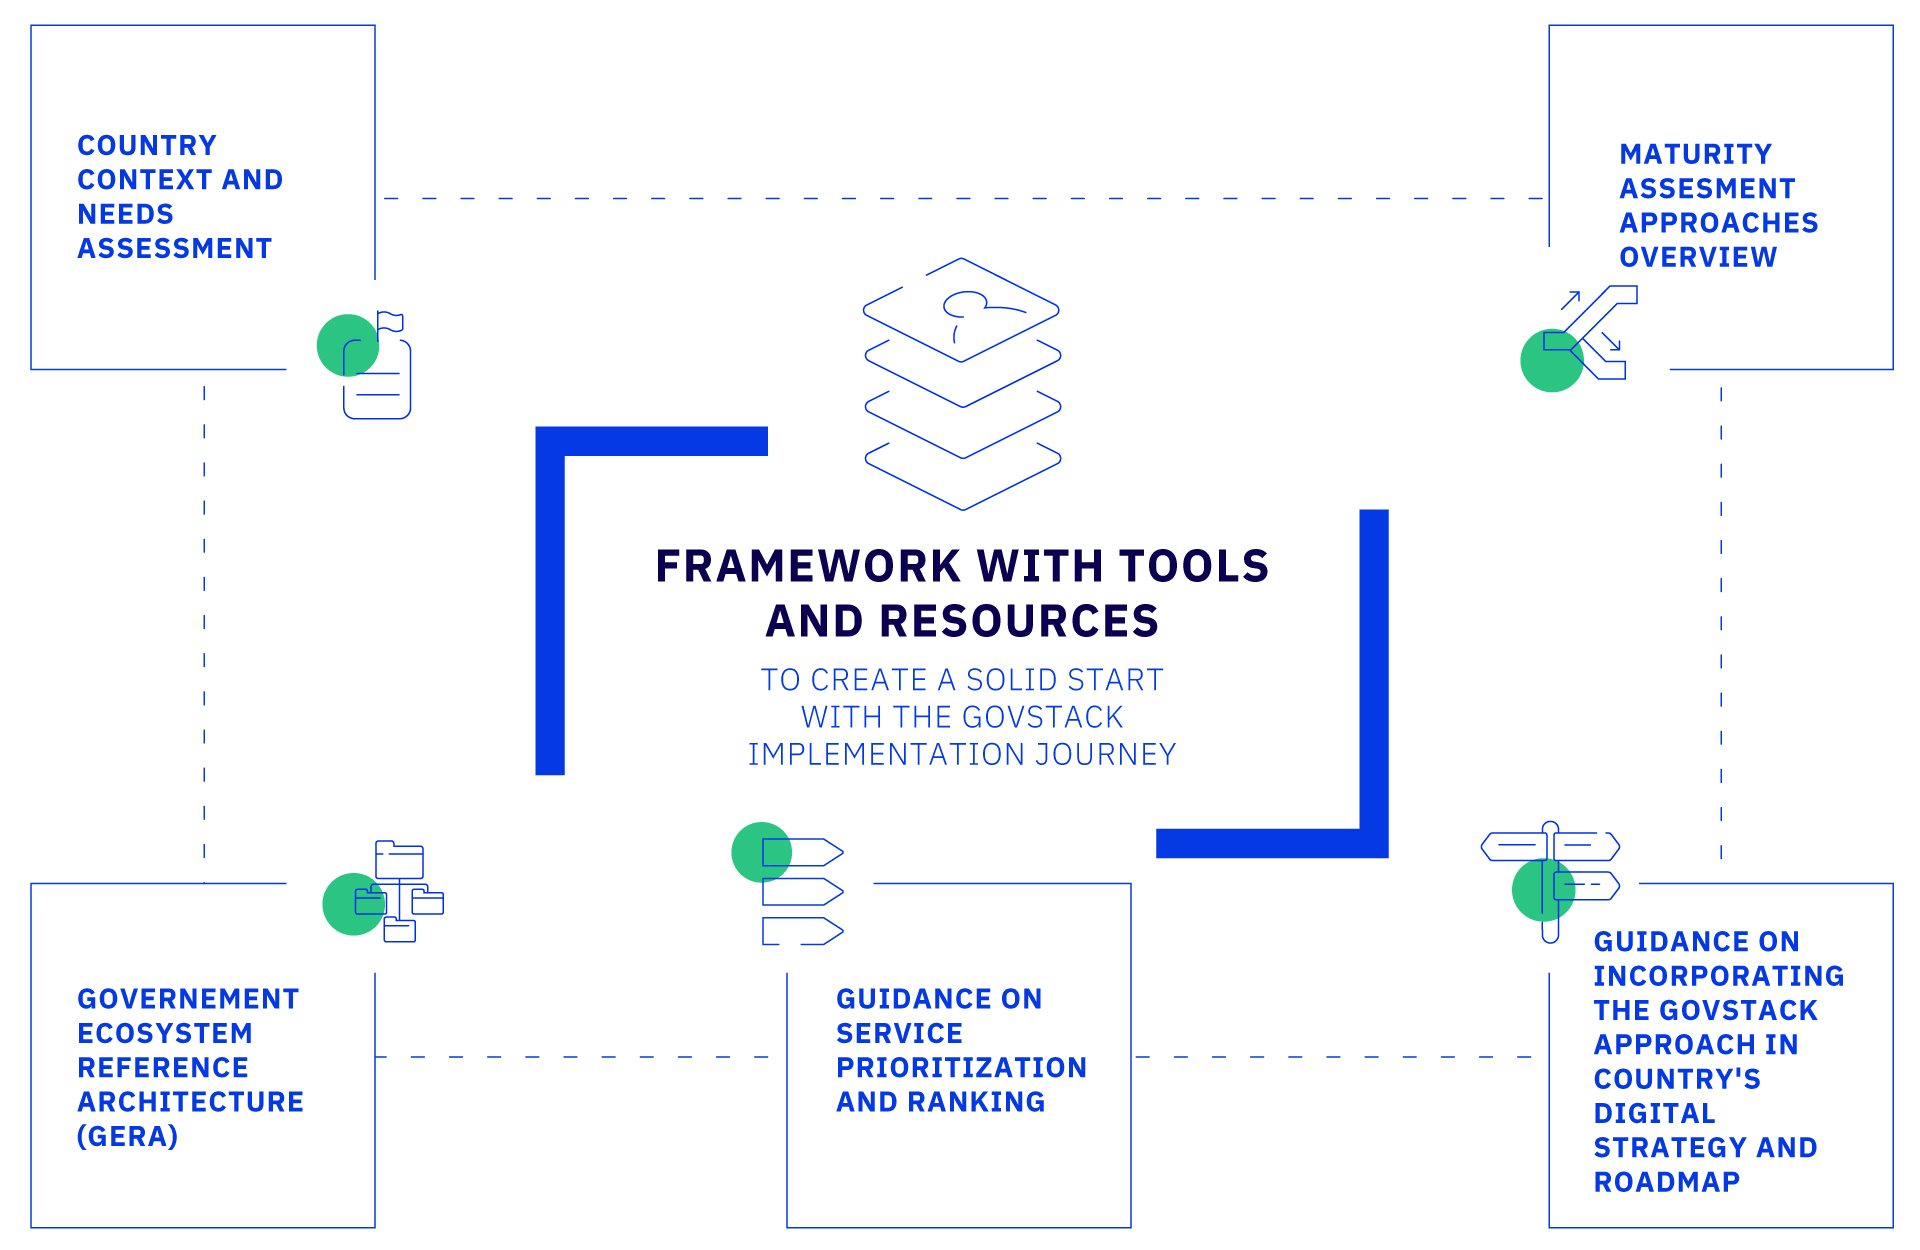 COUNTRY
CONTEXT AND
NEEDS
ASSESSMENT
MATURITY
ASSESMENT
APPROACHES
OVERVIEW
FRAMEWORK WITH TOOLS
AND RESOURCES
TO CREATE A SOLID START
WITH THE GOVSTACK
IMPLEMENTATION JOURNEY
GOVERNEMENT
ECOSYSTEM
REFERENCE
ARCHITECTURE
(GERA)
GUIDANCE ON
SERVICE
PRIORITIZATION
AND RANKING
GUIDANCE ON
INCORPORATING
THE GOVSTACK
APPROACH IN
COUNTRY'S
DIGITAL
STRATEGY AND
ROADMAP